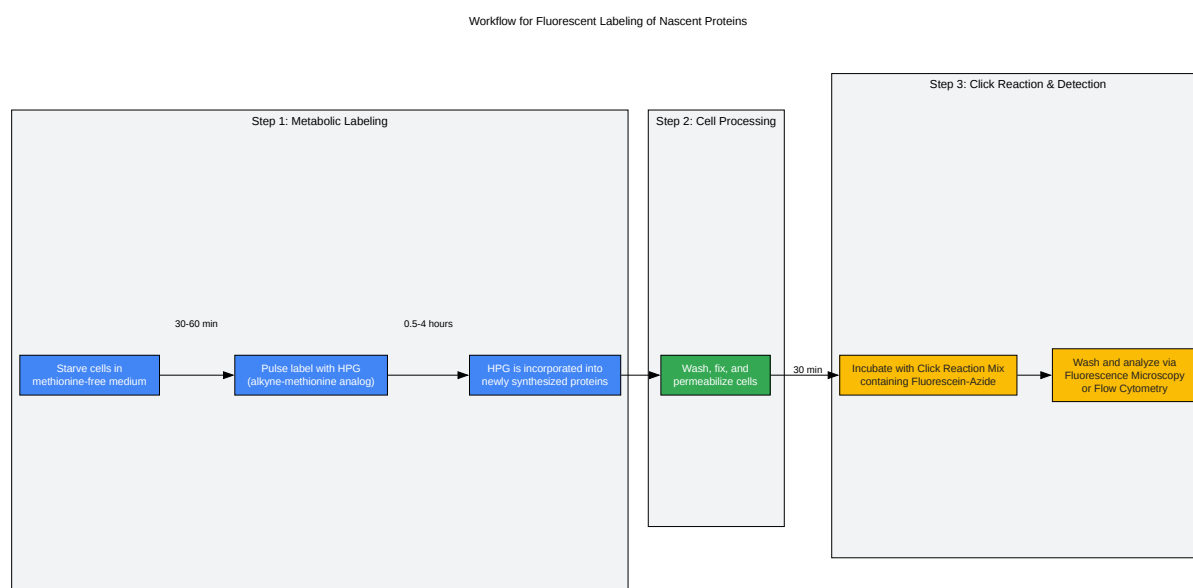 Workflow for Fluorescent Labeling of Nascent Proteins
Step 1: Metabolic Labeling
Starve cells in
methionine-free medium
30-60 min
Pulse label with HPG
(alkyne-methionine analog)
0.5-4 hours
HPG is incorporated into
newly synthesized proteins
Step 2: Cell Processing
Wash, fix, and
permeabilize cells
30 min
Step 3: Click Reaction & Detection
Incubate with Click Reaction Mix
containing Fluorescein-Azide
Wash and analyze via
Fluorescence Microscopy
or Flow Cytometry